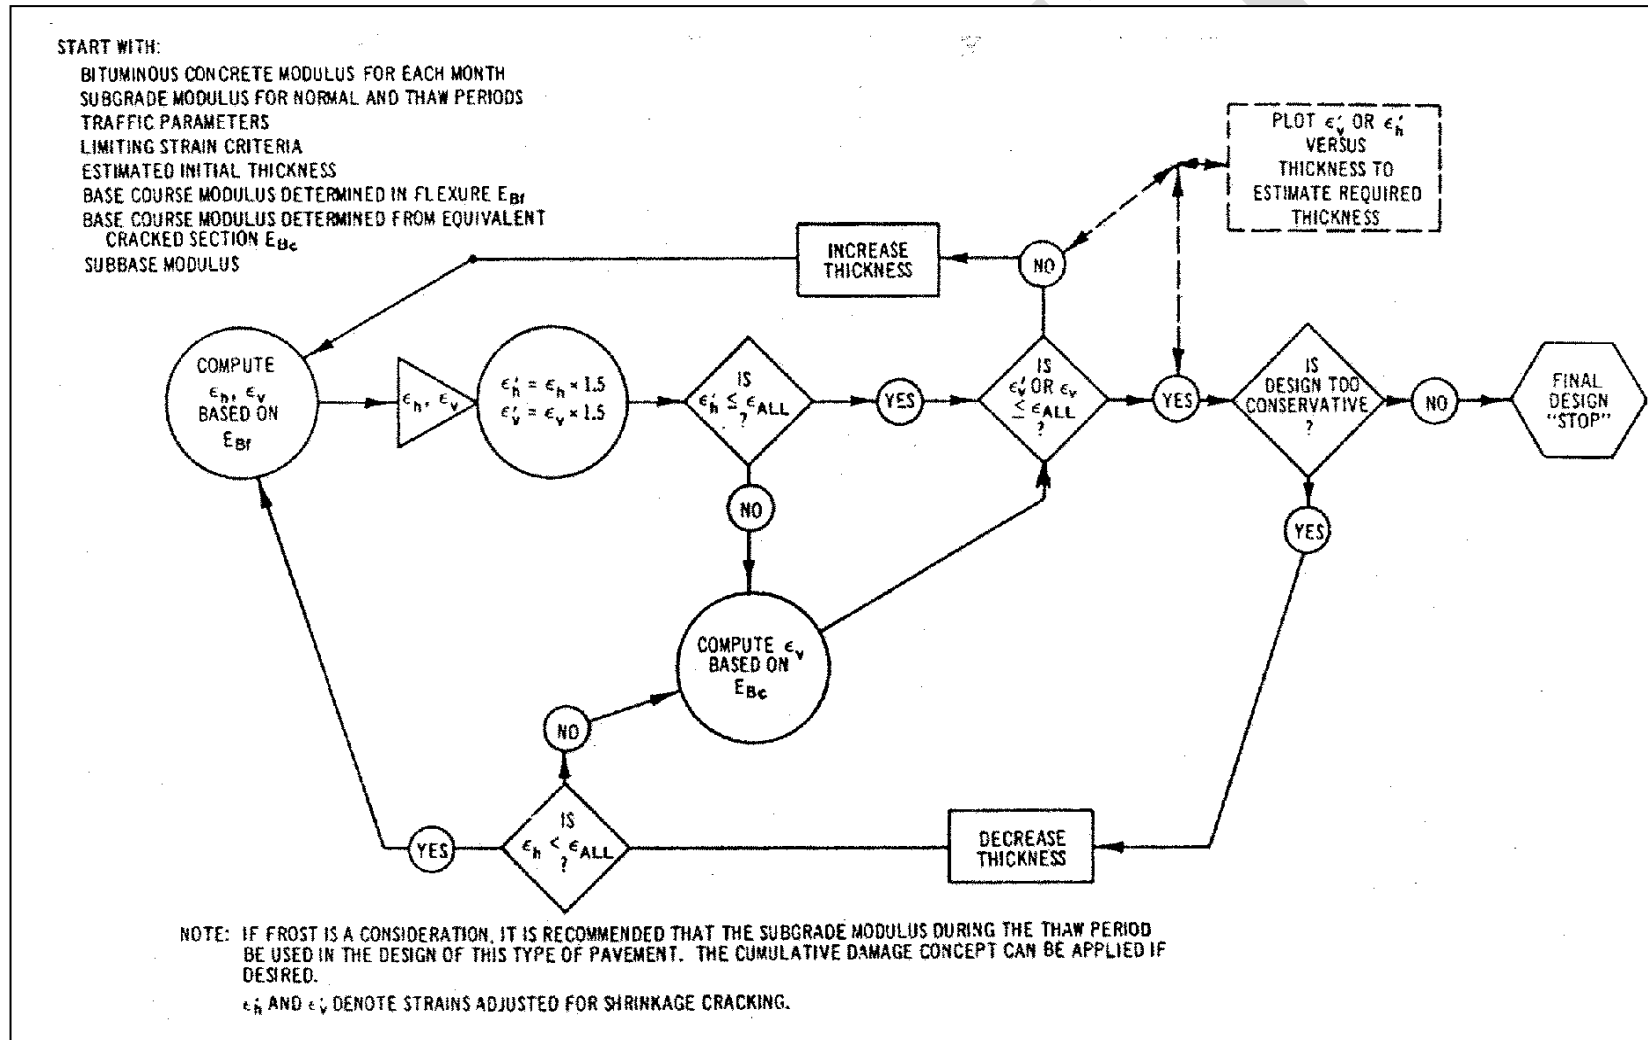 START WITH:
BITUMINOUS CONCRETE MODULUS FOR EACH MONTH
SUBGRADE MODULUS FOR NORMAL AND THAW PERIODS
TRAFFIC PARAMETERS
LIMITING STRAIN CRITERIA
ESTIMATED INITIAL THICKNESS
BASE COURSE MODULUS DETERMINED IN FLEXURE E_Bf
BASE COURSE MODULUS DETERMINED FROM EQUIVALENT
CRACKED SECTION E_Bc
SUBBASE MODULUS
PLOT ϵ′_v OR ϵ′_h
VERSUS
THICKNESS TO
ESTIMATE REQUIRED
THICKNESS
INCREASE
THICKNESS
NO
COMPUTE
ϵ_h, ϵ_v
BASED ON
E_Bf
ϵ_h, ϵ_v
ϵ′_h = ϵ_h × 1.5
ϵ′_v = ϵ_v × 1.5
IS
ϵ′_h ≤ ϵ_ALL
?
YES
IS
ϵ′_v OR ϵ_v
≤ ϵ_ALL
?
YES
IS
DESIGN TOO
CONSERVATIVE
?
NO
FINAL
DESIGN
"STOP"
NO
YES
COMPUTE ϵ_v
BASED ON
E_Bc
NO
IS
ϵ_h < ϵ_ALL
?
YES
DECREASE
THICKNESS
NOTE: IF FROST IS A CONSIDERATION, IT IS RECOMMENDED THAT THE SUBGRADE MODULUS DURING THE THAW PERIOD
BE USED IN THE DESIGN OF THIS TYPE OF PAVEMENT. THE CUMULATIVE DAMAGE CONCEPT CAN BE APPLIED IF
DESIRED.
ϵ′_h AND ϵ′_v DENOTE STRAINS ADJUSTED FOR SHRINKAGE CRACKING.